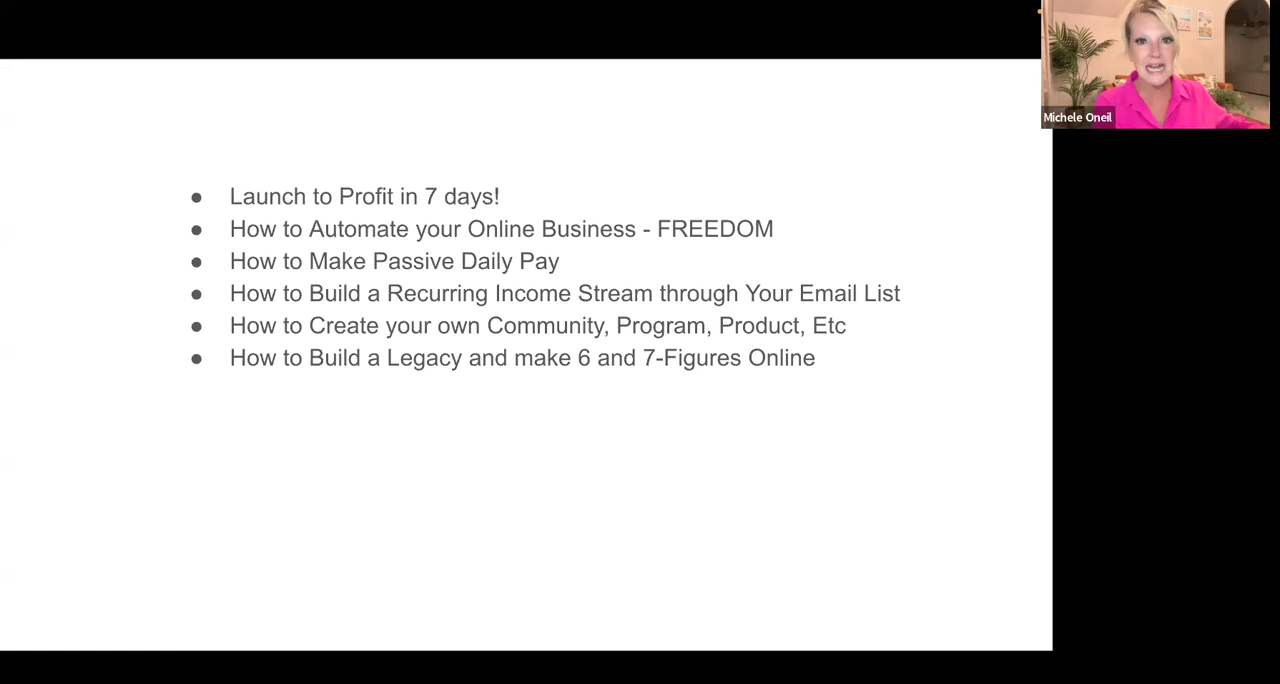 Michele Oneil
● Launch to Profit in 7 days!
● How to Automate your Online Business - FREEDOM
● How to Make Passive Daily Pay
● How to Build a Recurring Income Stream through Your Email List
● How to Create your own Community, Program, Product, Etc
● How to Build a Legacy and make 6 and 7-Figures Online